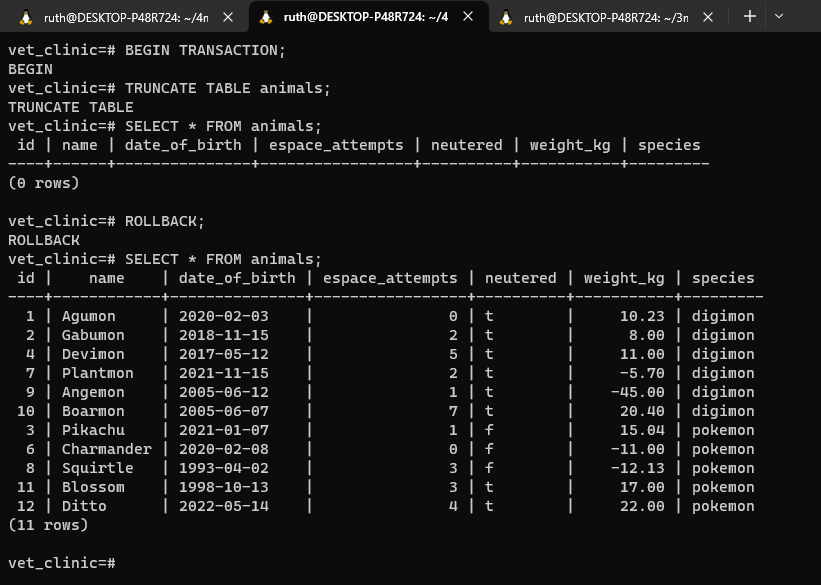 ruth@DESKTOP-P48R724: ~/4n
ruth@DESKTOP-P48R724: ~/4
ruth@DESKTOP-P48R724: ~/3n
vet_clinic=# BEGIN TRANSACTION;
BEGIN
vet_clinic=# TRUNCATE TABLE animals;
TRUNCATE TABLE
vet_clinic=# SELECT * FROM animals;
 id | name | date_of_birth | espace_attempts | neutered | weight_kg | species
----+------+---------------+-----------------+----------+-----------+---------
(0 rows)

vet_clinic=# ROLLBACK;
ROLLBACK
vet_clinic=# SELECT * FROM animals;
 id |    name    | date_of_birth | espace_attempts | neutered | weight_kg | species
----+------------+---------------+-----------------+----------+-----------+---------
  1 | Agumon     | 2020-02-03    |               0 | t        |     10.23 | digimon
  2 | Gabumon    | 2018-11-15    |               2 | t        |      8.00 | digimon
  4 | Devimon    | 2017-05-12    |               5 | t        |     11.00 | digimon
  7 | Plantmon   | 2021-11-15    |               2 | t        |     -5.70 | digimon
  9 | Angemon    | 2005-06-12    |               1 | t        |    -45.00 | digimon
 10 | Boarmon    | 2005-06-07    |               7 | t        |     20.40 | digimon
  3 | Pikachu    | 2021-01-07    |               1 | f        |     15.04 | pokemon
  6 | Charmander | 2020-02-08    |               0 | f        |    -11.00 | pokemon
  8 | Squirtle   | 1993-04-02    |               3 | f        |    -12.13 | pokemon
 11 | Blossom    | 1998-10-13    |               3 | t        |     17.00 | pokemon
 12 | Ditto      | 2022-05-14    |               4 | t        |     22.00 | pokemon
(11 rows)

vet_clinic=#